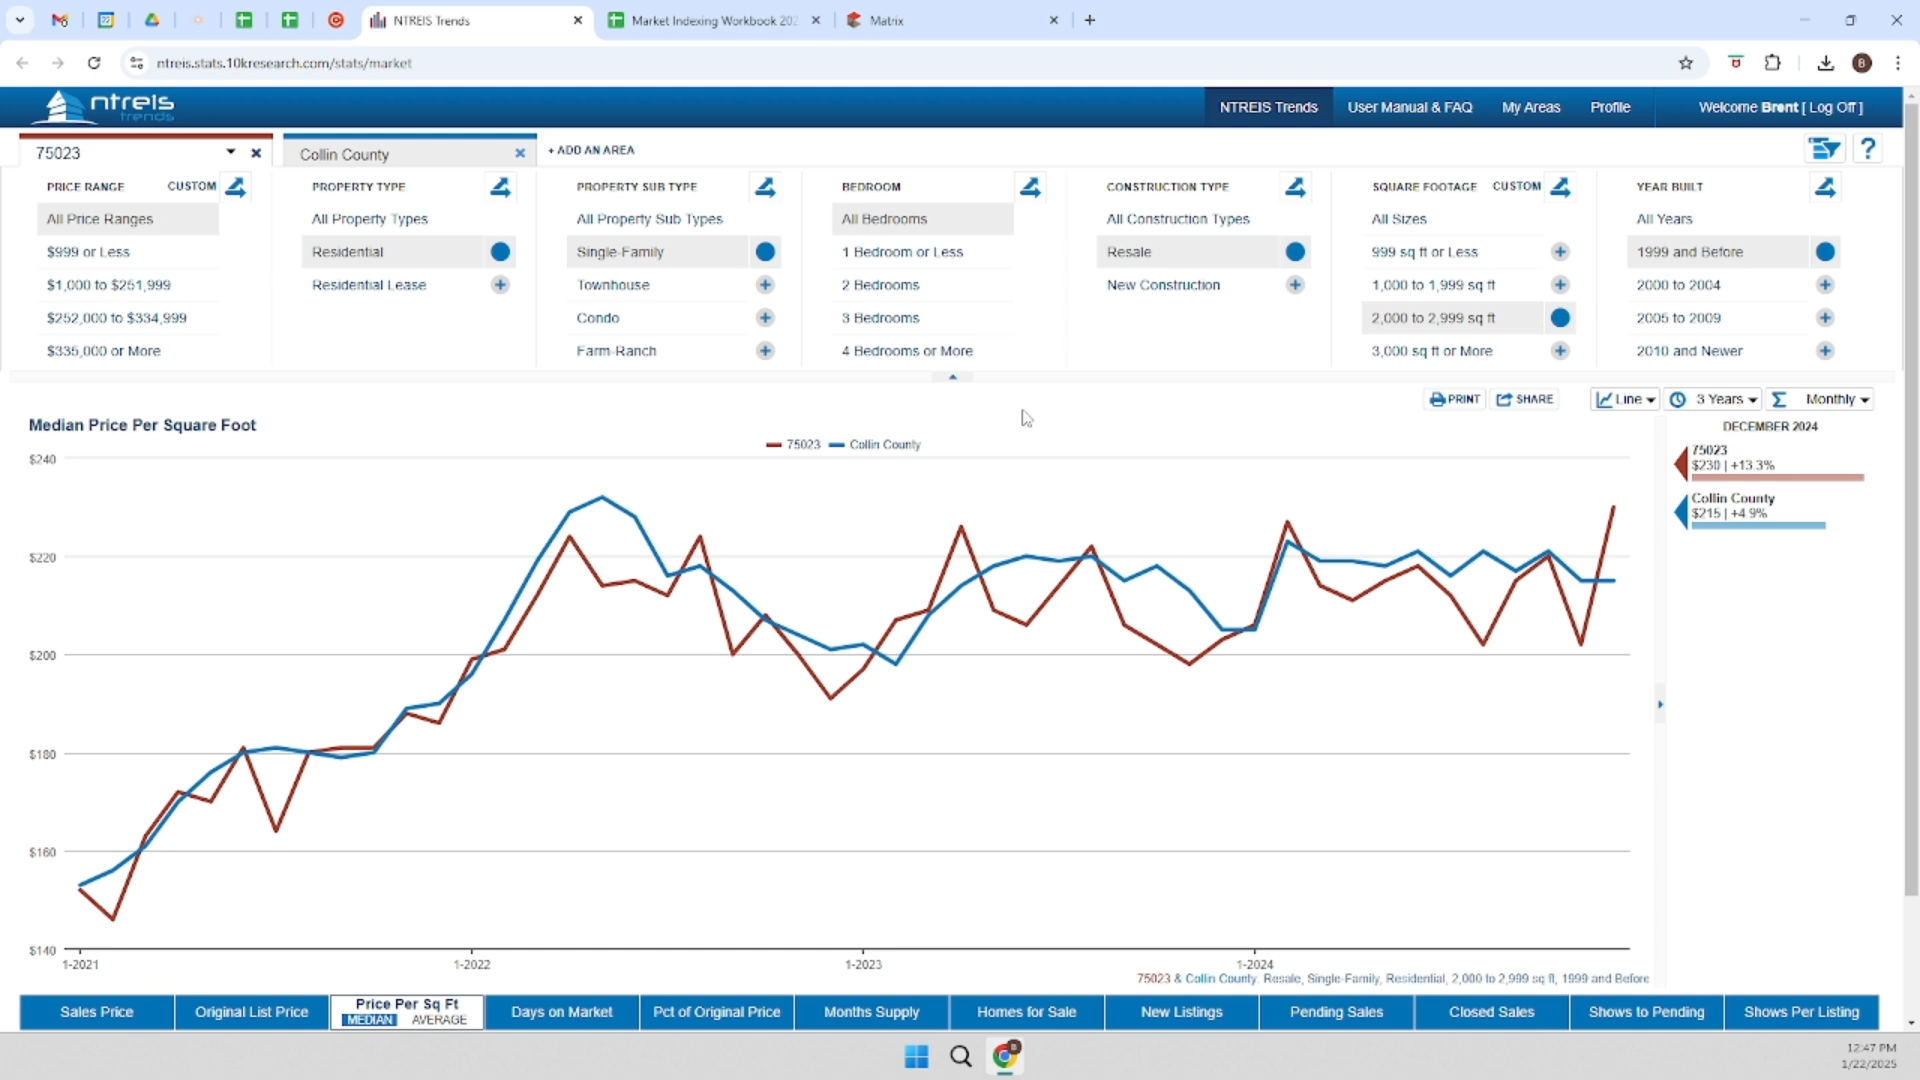 NTREIS Trends
Market Indexing Workbook 202
Matrix
ntreis.stats.10kresearch.com/stats/market
B
ntreis
trends
NTREIS Trends
User Manual & FAQ
My Areas
Profile
Welcome Brent [ Log Off ]
75023
Collin County
+ ADD AN AREA
?
PRICE RANGE CUSTOM
All Price Ranges
$999 or Less
$1,000 to $251,999
$252,000 to $334,999
$335,000 or More
PROPERTY TYPE
All Property Types
Residential
Residential Lease
PROPERTY SUB TYPE
All Property Sub Types
Single-Family
Townhouse
Condo
Farm-Ranch
BEDROOM
All Bedrooms
1 Bedroom or Less
2 Bedrooms
3 Bedrooms
4 Bedrooms or More
CONSTRUCTION TYPE
All Construction Types
Resale
New Construction
SQUARE FOOTAGE CUSTOM
All Sizes
999 sq ft or Less
1,000 to 1,999 sq ft
2,000 to 2,999 sq ft
3,000 sq ft or More
YEAR BUILT
All Years
1999 and Before
2000 to 2004
2005 to 2009
2010 and Newer
PRINT
SHARE
Line
3 Years
Monthly
Median Price Per Square Foot
75023 Collin County
DECEMBER 2024
75023
$230 | +13.3%
Collin County
$215 | +4.9%
$240
$220
$200
$180
$160
$140
1-2021
1-2022
1-2023
1-2024
75023 & Collin County: Resale, Single-Family, Residential, 2,000 to 2,999 sq ft, 1999 and Before
Sales Price
Original List Price
Price Per Sq Ft
MEDIAN AVERAGE
Days on Market
Pct of Original Price
Months Supply
Homes for Sale
New Listings
Pending Sales
Closed Sales
Shows to Pending
Shows Per Listing
12:47 PM
1/22/2025